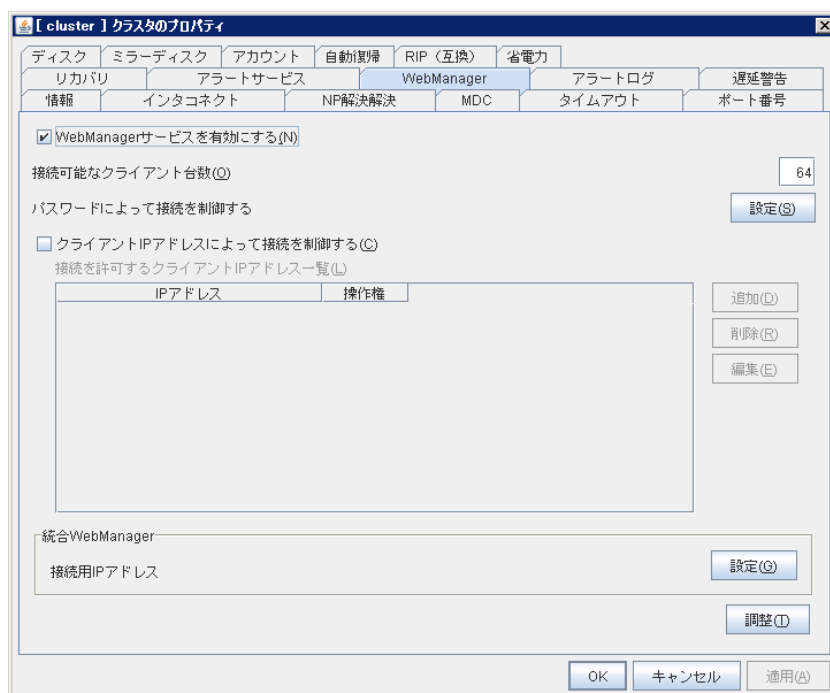 [ cluster ] クラスタのプロパティ
ディスク ミラーディスク アカウント 自動復帰 RIP（互換） 省電力
リカバリ アラートサービス WebManager アラートログ 遅延警告
情報 インタコネクト NP解決解決 MDC タイムアウト ポート番号
WebManagerサービスを有効にする(N)
接続可能なクライアント台数(O) 64
パスワードによって接続を制御する 設定(S)
クライアントIPアドレスによって接続を制御する(C)
接続を許可するクライアントIPアドレス一覧(L)
IPアドレス 操作権
追加(D)
削除(R)
編集(E)
統合WebManager
接続用IPアドレス 設定(G)
調整(T)
OK キャンセル 適用(A)